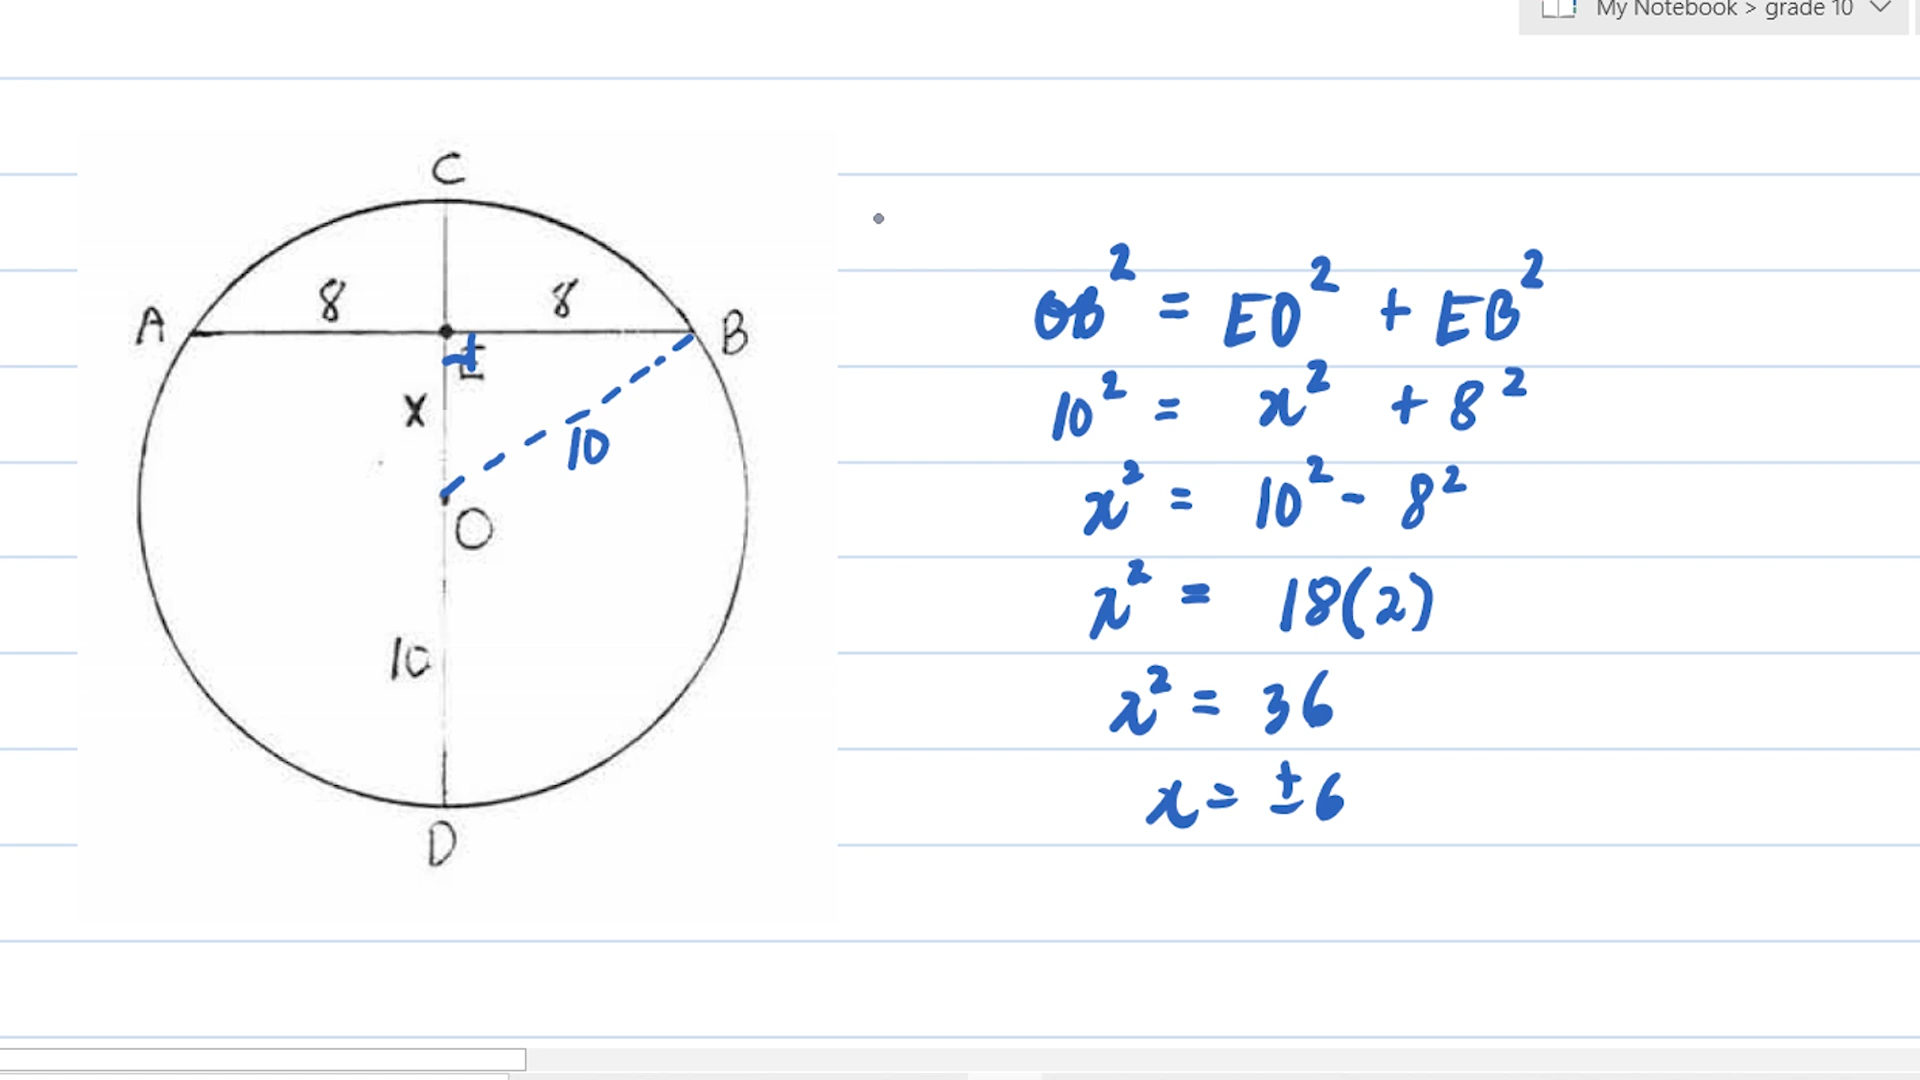 My Notebook > grade 10
C
8 8
A B
E
x
10
O
10
D
OB² = EO² + EB²
10² = x² + 8²
x² = 10² - 8²
x² = 18(2)
x² = 36
x = ±6